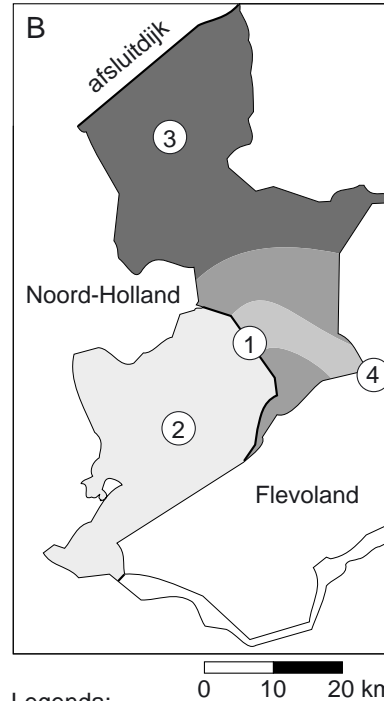 B
afsluitdijk
3
Noord-Holland
1
4
2
Flevoland
0 10 20 km
Legenda: